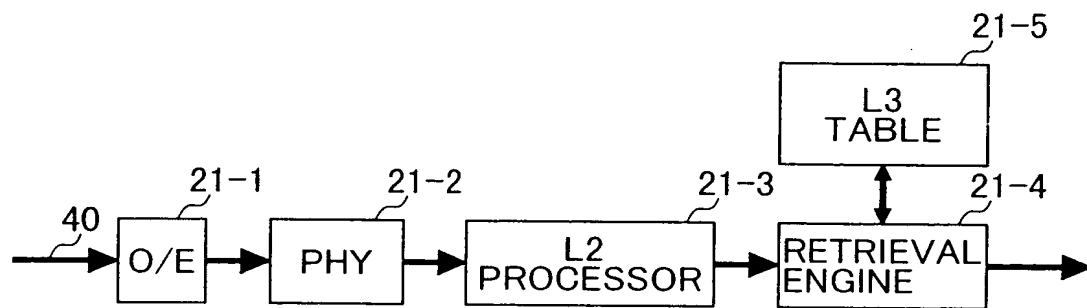 21-5
L3
TABLE
21-1
21-2
21-3
21-4
40
O/E
PHY
L2
PROCESSOR
RETRIEVAL
ENGINE